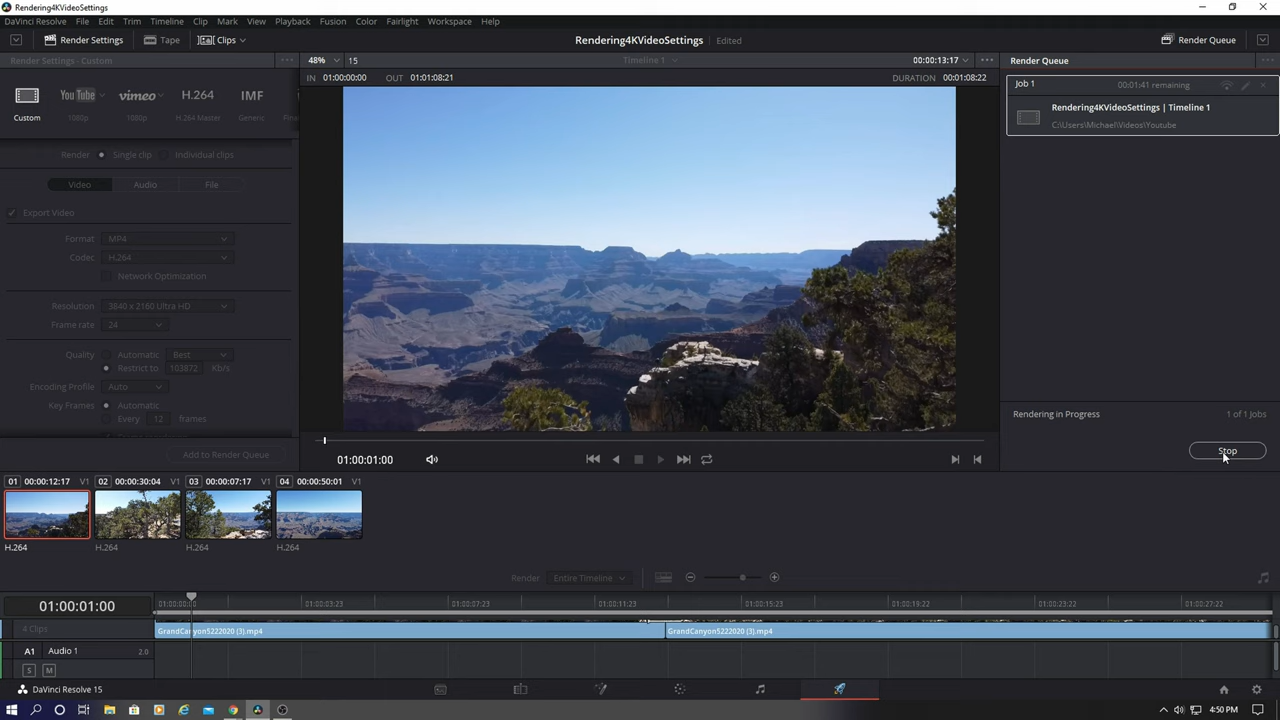 Rendering4KVideoSettings
DaVinci Resolve File Edit Trim Timeline Clip Mark View Playback Fusion Color Fairlight Workspace Help
Render Settings Tape Clips Rendering4KVideoSettings Edited Render Queue
Render Settings - Custom 48% 15 Timeline 1 00:00:13:17 Render Queue
IN 01:00:00:00 OUT 01:01:08:21 DURATION 00:01:08:22
Job 1 00:01:41 remaining
YouTube vimeo H.264 IMF
Custom 1080p 1080p H.264 Master Generic
Rendering4KVideoSettings | Timeline 1
C:\Users\Michael\Videos\Youtube
Render Single clip Individual clips
Video Audio File
Export Video
Format MP4
Codec H.264
Network Optimization
Resolution 3840 x 2160 Ultra HD
Frame rate 24
Quality Automatic Best
Restrict to 103872 Kb/s
Encoding Profile Auto
Key Frames Automatic
Every 12 frames
Rendering in Progress 1 of 1 Jobs
Add to Render Queue
01:00:01:00
Stop
01 00:00:12:17 V1 02 00:00:30:04 V1 03 00:00:07:17 V1 04 00:00:50:01 V1
H.264 H.264 H.264 H.264
Render Entire Timeline
01:00:01:00
01:00:03:23 01:00:07:23 01:00:11:23 01:00:15:23 01:00:19:22 01:00:23:22 01:00:27:22
4 Clips GrandCanyon5222020 (3).mp4 GrandCanyon5222020 (3).mp4
A1 Audio 1 2.0
S M
DaVinci Resolve 15
4:50 PM